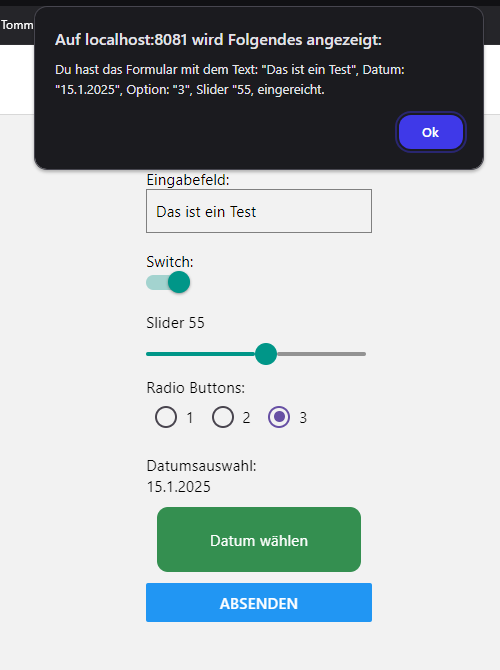 Tomm
Auf localhost:8081 wird Folgendes angezeigt:
Du hast das Formular mit dem Text: "Das ist ein Test", Datum:
"15.1.2025", Option: "3", Slider "55, eingereicht.
Ok
Eingabefeld:
Das ist ein Test
Switch:
Slider 55
Radio Buttons:
1 2 3
Datumsauswahl:
15.1.2025
Datum wählen
ABSENDEN